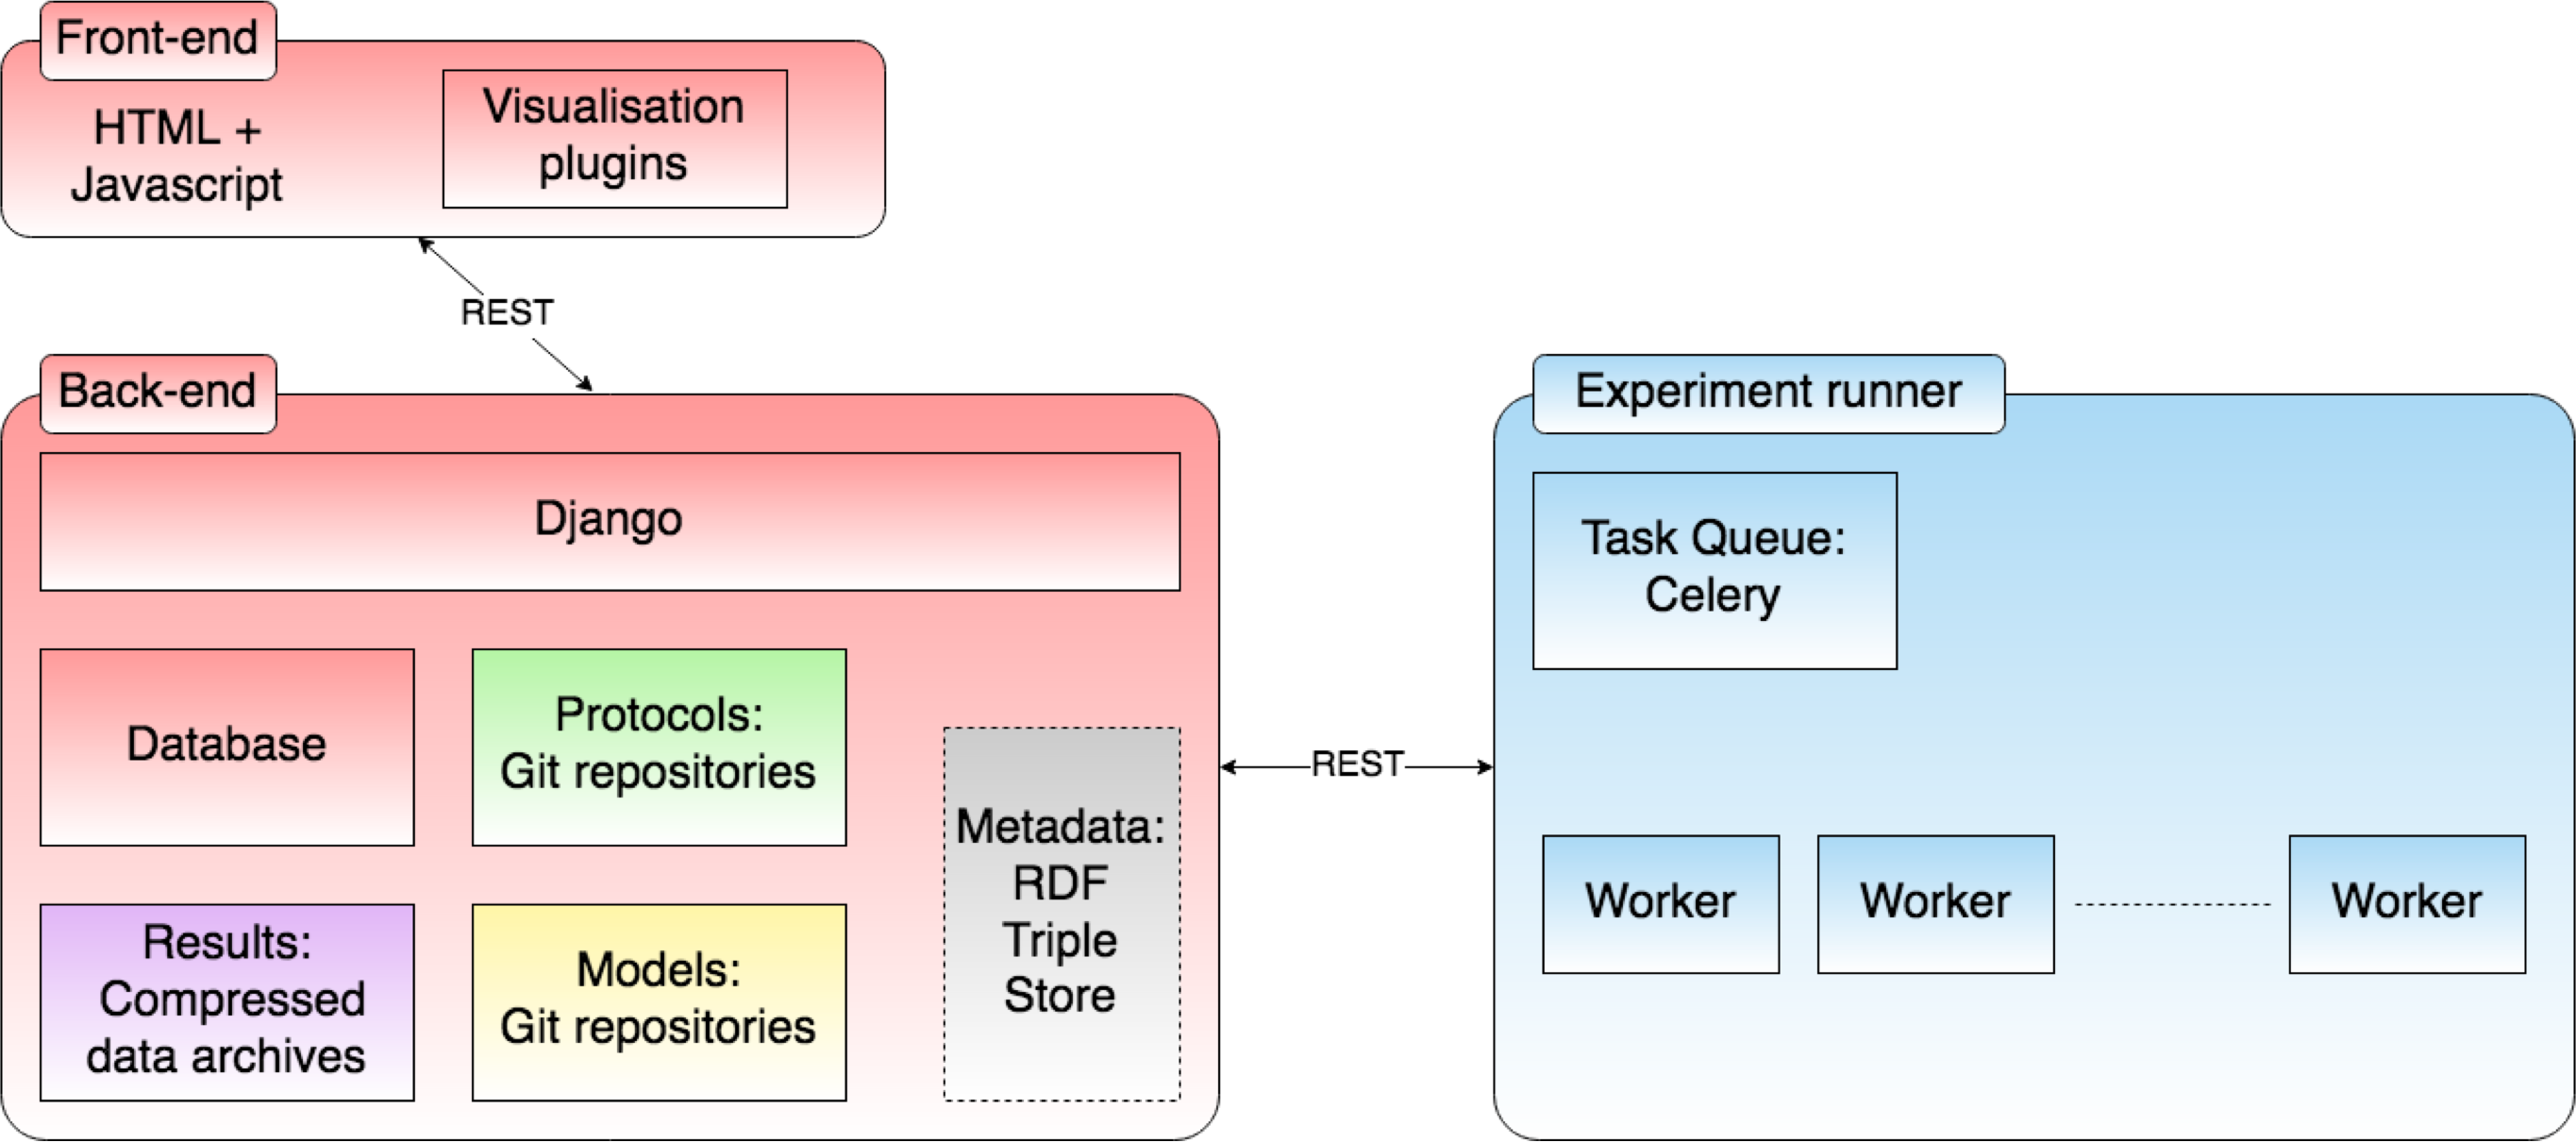 Front-end
HTML +
Javascript
Visualisation
plugins
REST
Back-end
Django
Database
Protocols:
Git repositories
Results:
Compressed
data archives
Models:
Git repositories
Metadata:
RDF
Triple
Store
REST
Experiment runner
Task Queue:
Celery
Worker
Worker
Worker